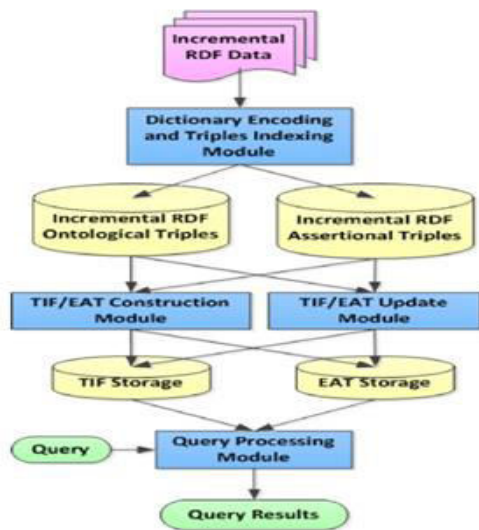 Incremental
RDF Data
Dictionary Encoding
and Triples Indexing
Module
Incremental RDF
Ontological Triples
Incremental RDF
Assertional Triples
TIF/EAT Construction
Module
TIF/EAT Update
Module
TIF Storage
EAT Storage
Query
Query Processing
Module
Query Results